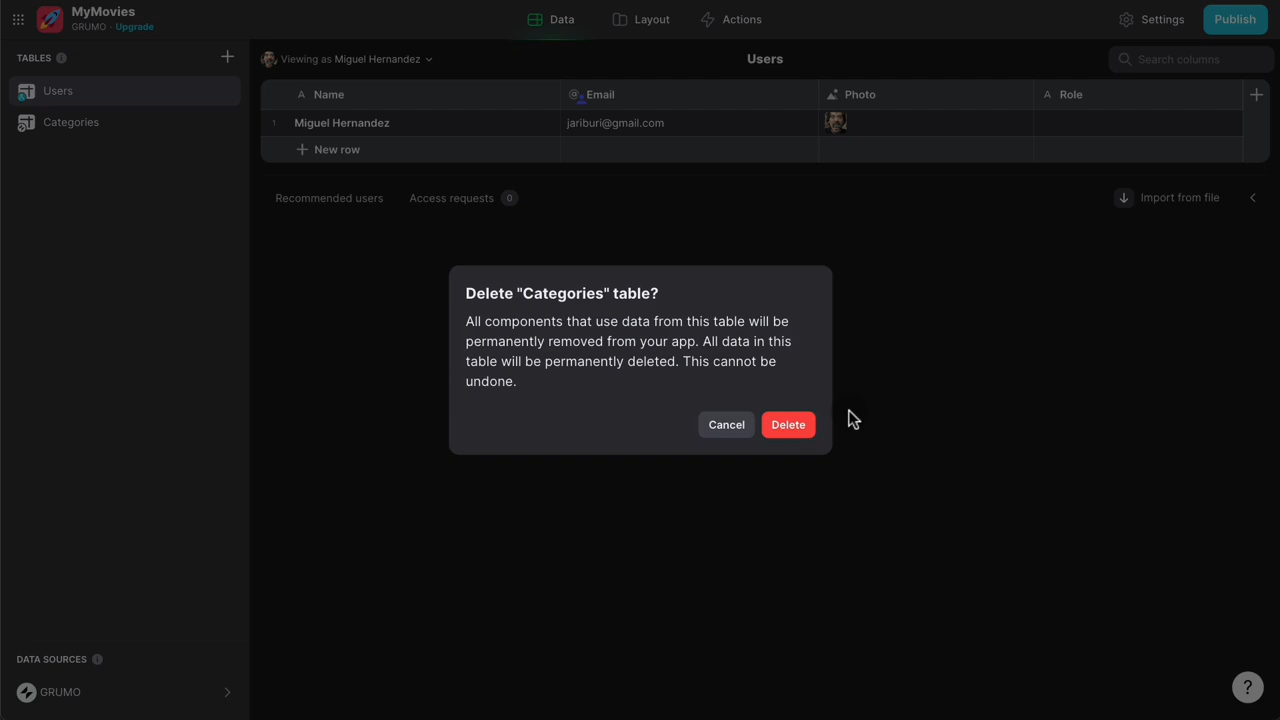 MyMovies
GRUMO · Upgrade
Data
Layout
Actions
Settings
Publish
TABLES
Users
Categories
Viewing as Miguel Hernandez
Users
Search columns
Name
Email
Photo
Role
1
Miguel Hernandez
jariburi@gmail.com
New row
Recommended users
Access requests
0
Import from file
Delete "Categories" table?
All components that use data from this table will be
permanently removed from your app. All data in this
table will be permanently deleted. This cannot be
undone.
Cancel
Delete
DATA SOURCES
GRUMO
?